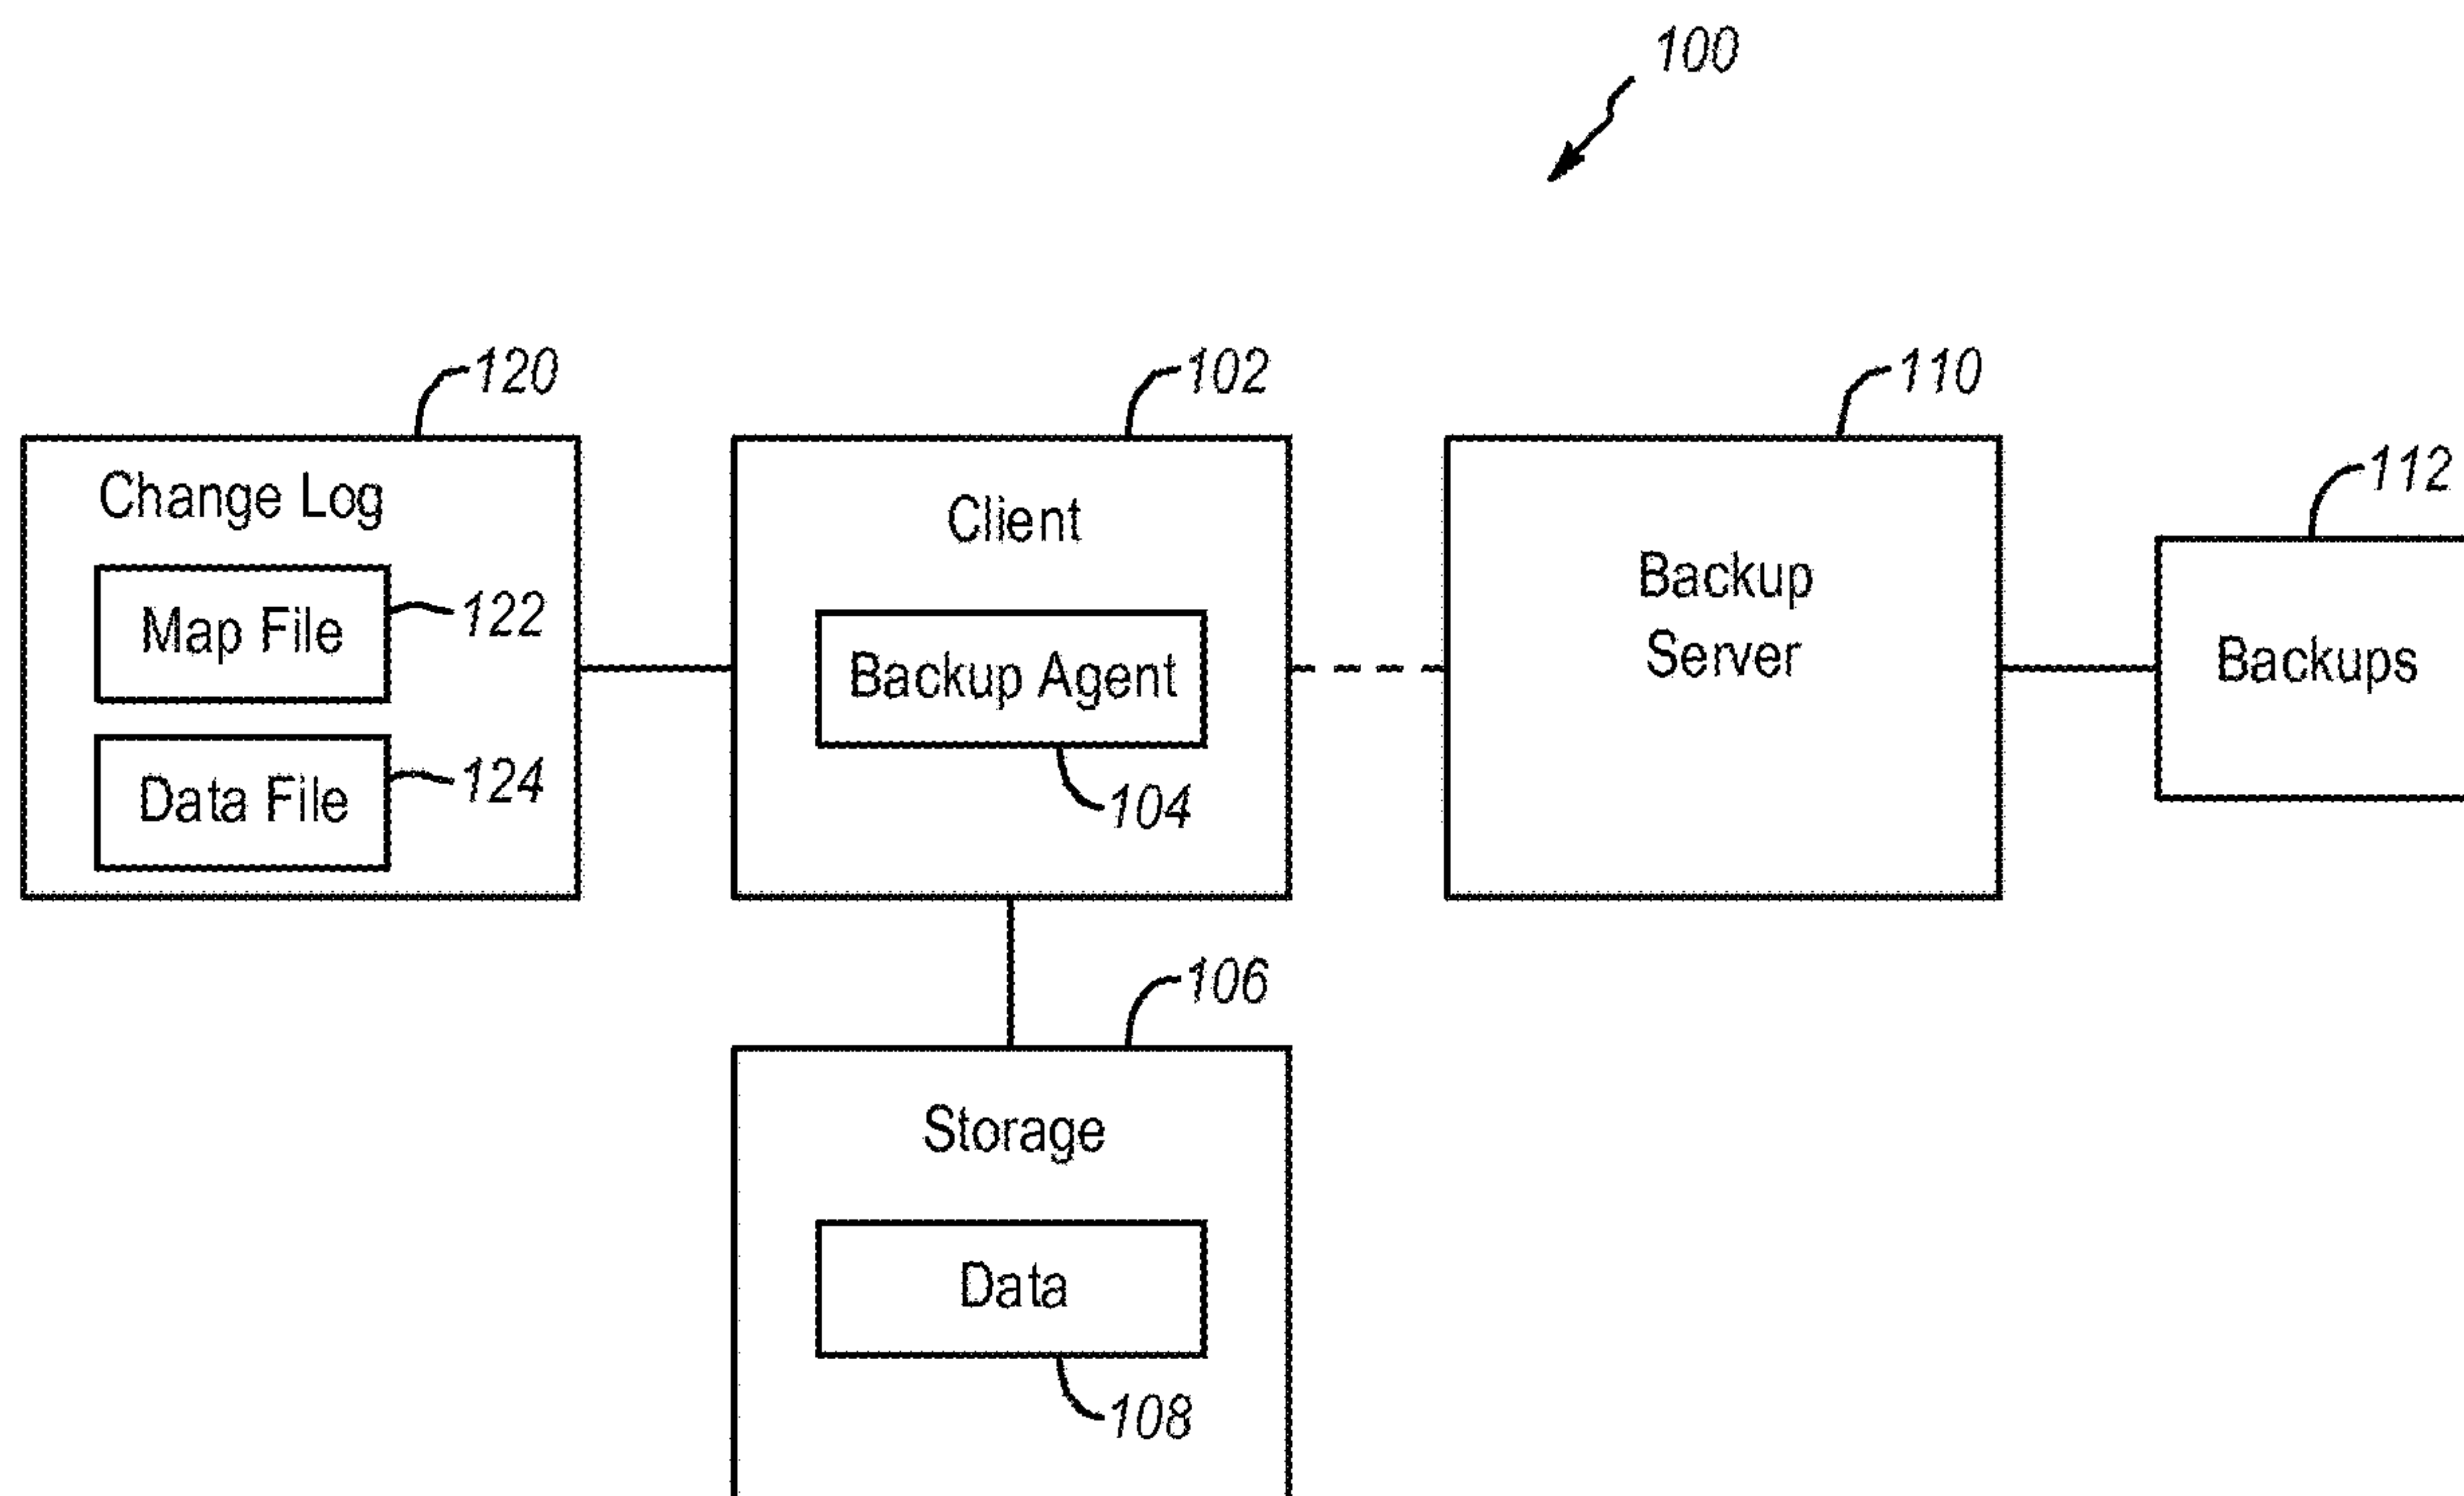 100
120
102
110
112
Change Log
Map File
122
Data File
124
Client
Backup Agent
104
Backup
Server
Backups
106
Storage
Data
108